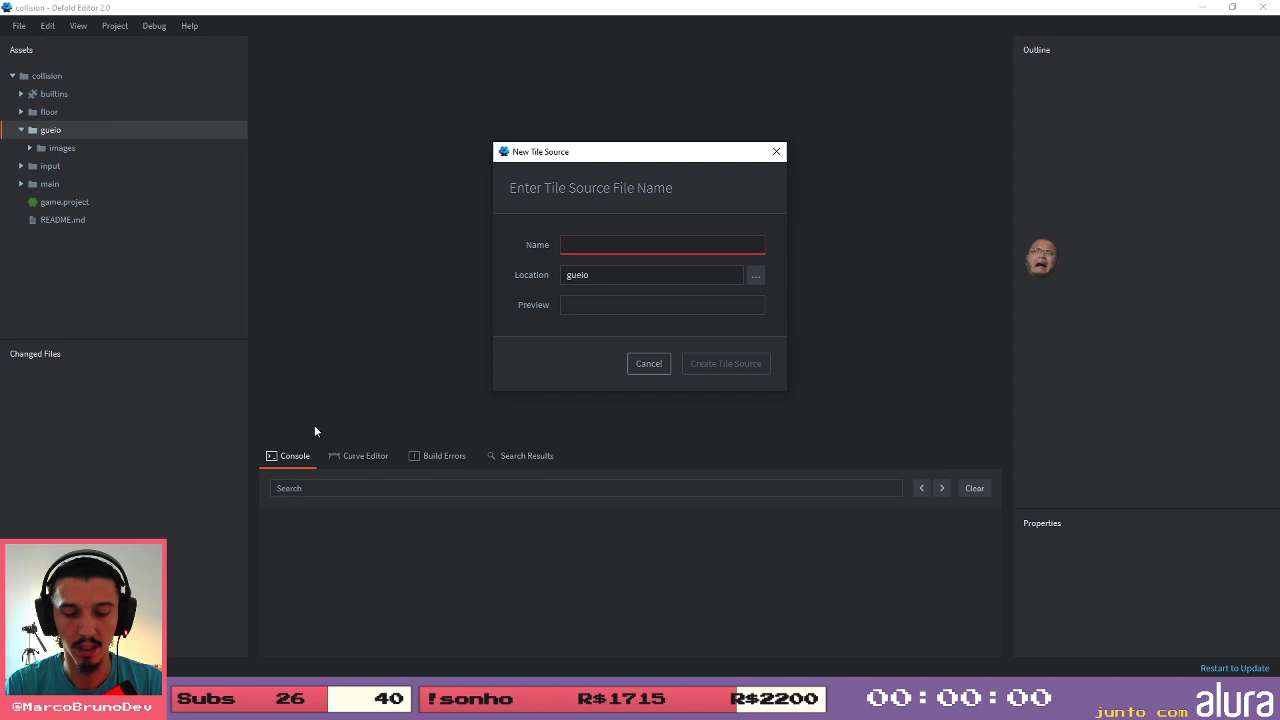 collision - Defold Editor 2.0
File Edit View Project Debug Help
Assets
collision
builtins
floor
gueio
images
input
main
game.project
README.md
Changed Files
New Tile Source
Enter Tile Source File Name
Name
Location gueio ...
Preview
Cancel Create Tile Source
Console Curve Editor Build Errors Search Results
Search Clear
Outline
Properties
Restart to Update
@MarcoBrunoDev
Subs 26 40
!sonho R$1715 R$2200
00:00:00
junto com alura